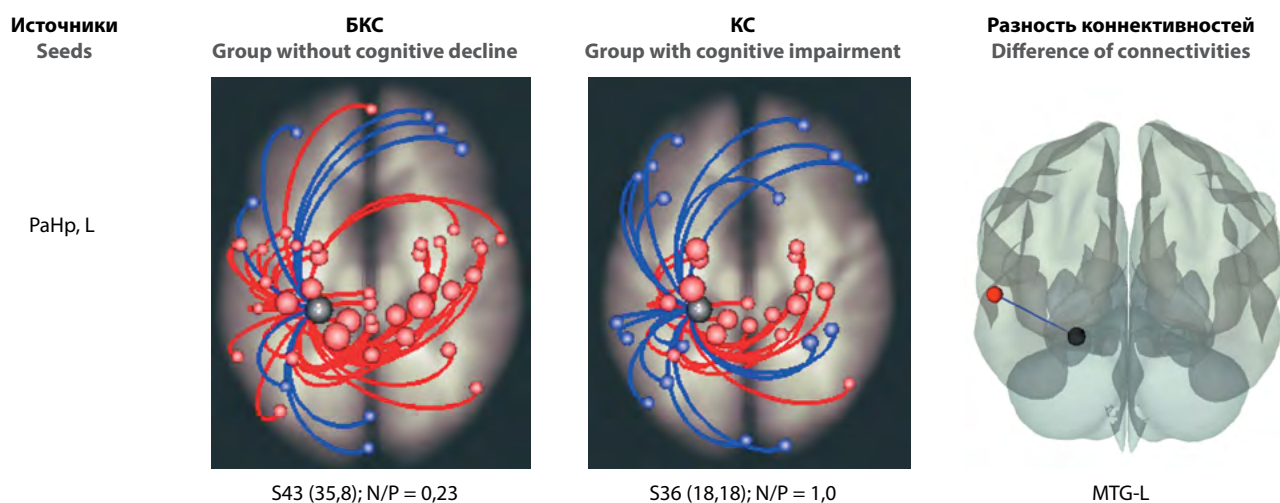 Источники
Seeds
БКС
Group without cognitive decline
КС
Group with cognitive impairment
Разность коннективностей
Difference of connectivities
PaHp, L
S43 (35,8); N/P = 0,23
S36 (18,18); N/P = 1,0
MTG-L